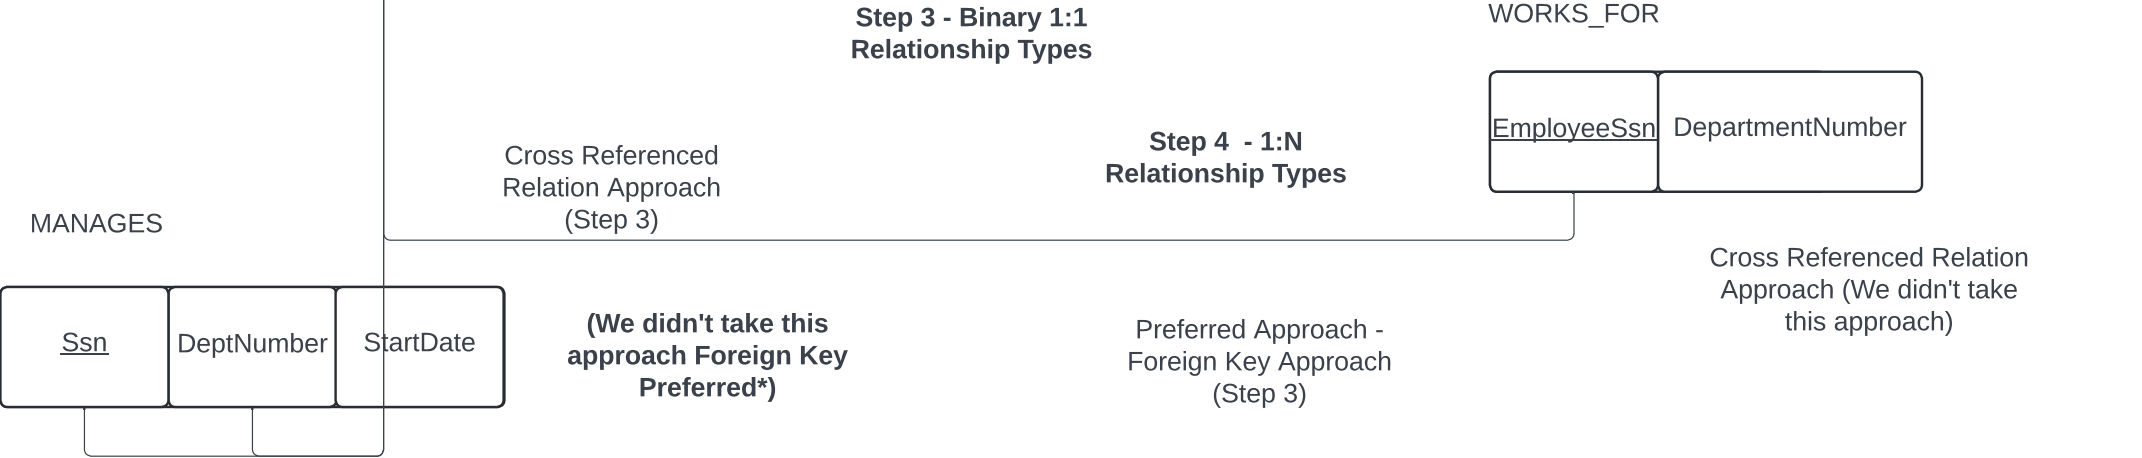 Step 3 - Binary 1:1
Relationship Types
WORKS_FOR
EmployeeSsn
DepartmentNumber
Step 4  - 1:N
Relationship Types
Cross Referenced
Relation Approach
(Step 3)
MANAGES
Cross Referenced Relation
Approach (We didn't take
this approach)
Ssn
DeptNumber
StartDate
(We didn't take this
approach Foreign Key
Preferred*)
Preferred Approach -
Foreign Key Approach
(Step 3)